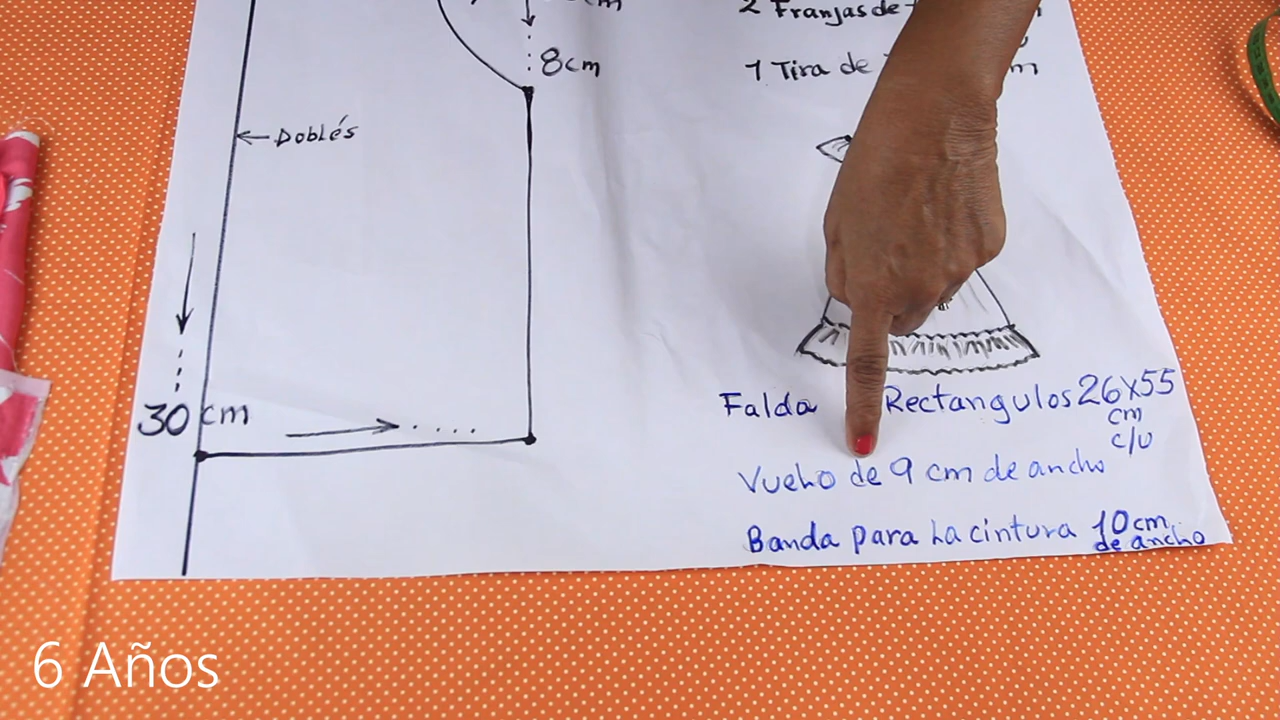 8cm
Doblés
30 cm
2 Franjas de
1 Tira de
Falda Rectangulos 26x55
cm
c/u
Vuelo de 9 cm de ancho
Banda para la cintura 10cm
de ancho
6 Años